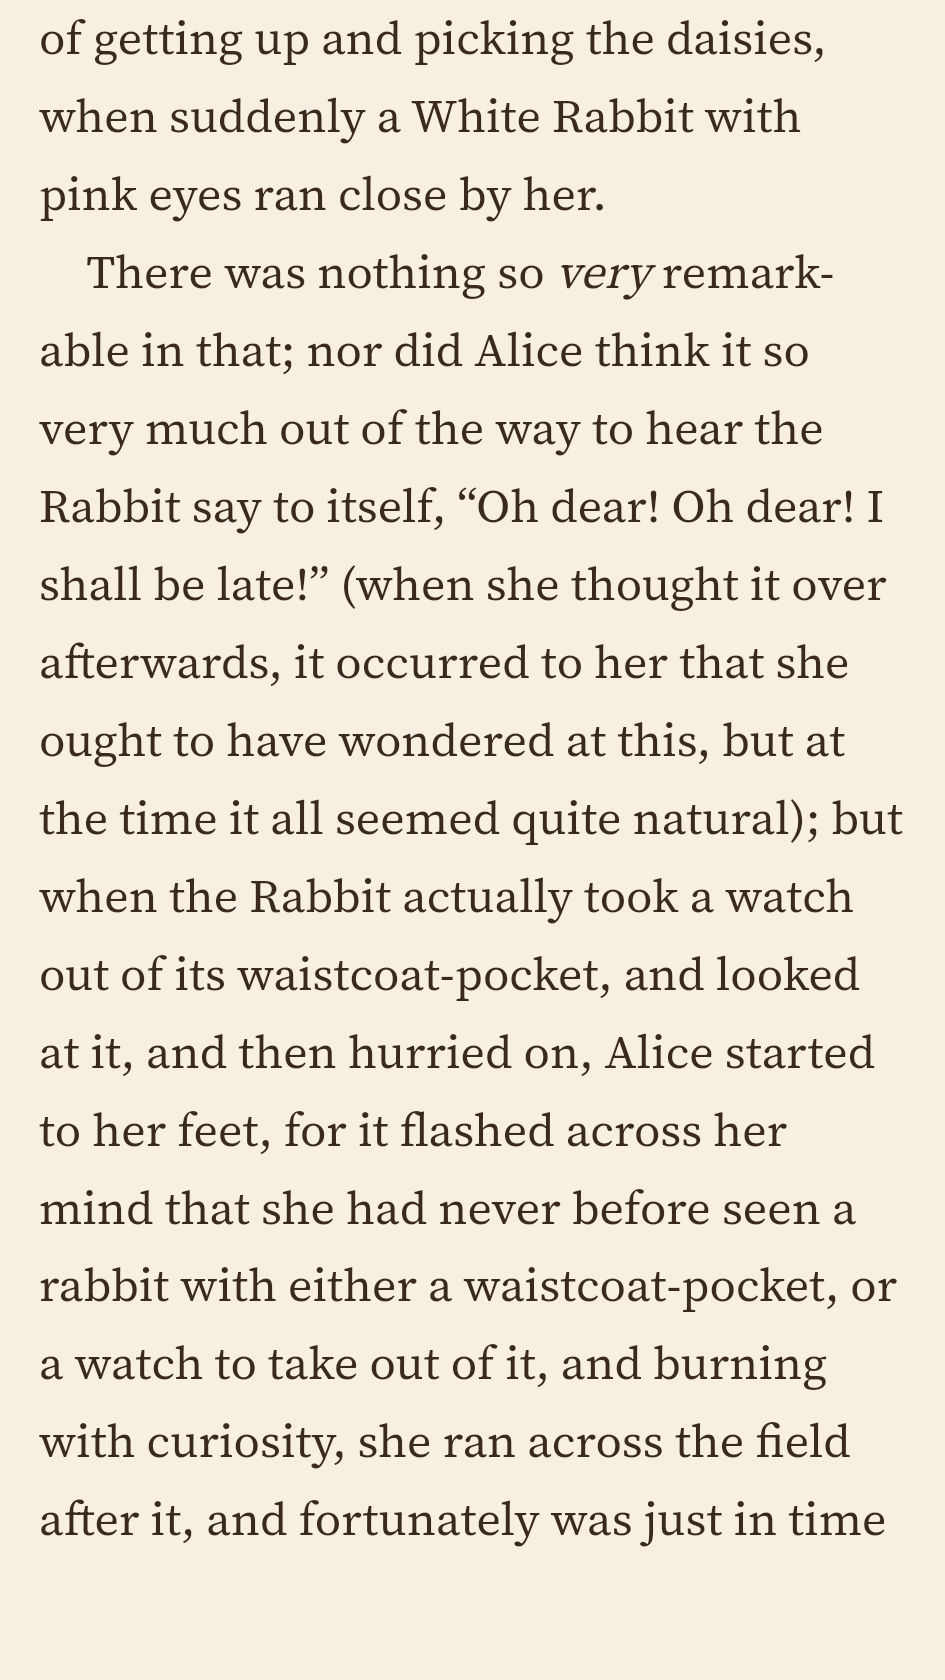 of getting up and picking the daisies,
when suddenly a White Rabbit with
pink eyes ran close by her.
There was nothing so very remark-
able in that; nor did Alice think it so
very much out of the way to hear the
Rabbit say to itself, “Oh dear! Oh dear! I
shall be late!” (when she thought it over
afterwards, it occurred to her that she
ought to have wondered at this, but at
the time it all seemed quite natural); but
when the Rabbit actually took a watch
out of its waistcoat-pocket, and looked
at it, and then hurried on, Alice started
to her feet, for it flashed across her
mind that she had never before seen a
rabbit with either a waistcoat-pocket, or
a watch to take out of it, and burning
with curiosity, she ran across the field
after it, and fortunately was just in time